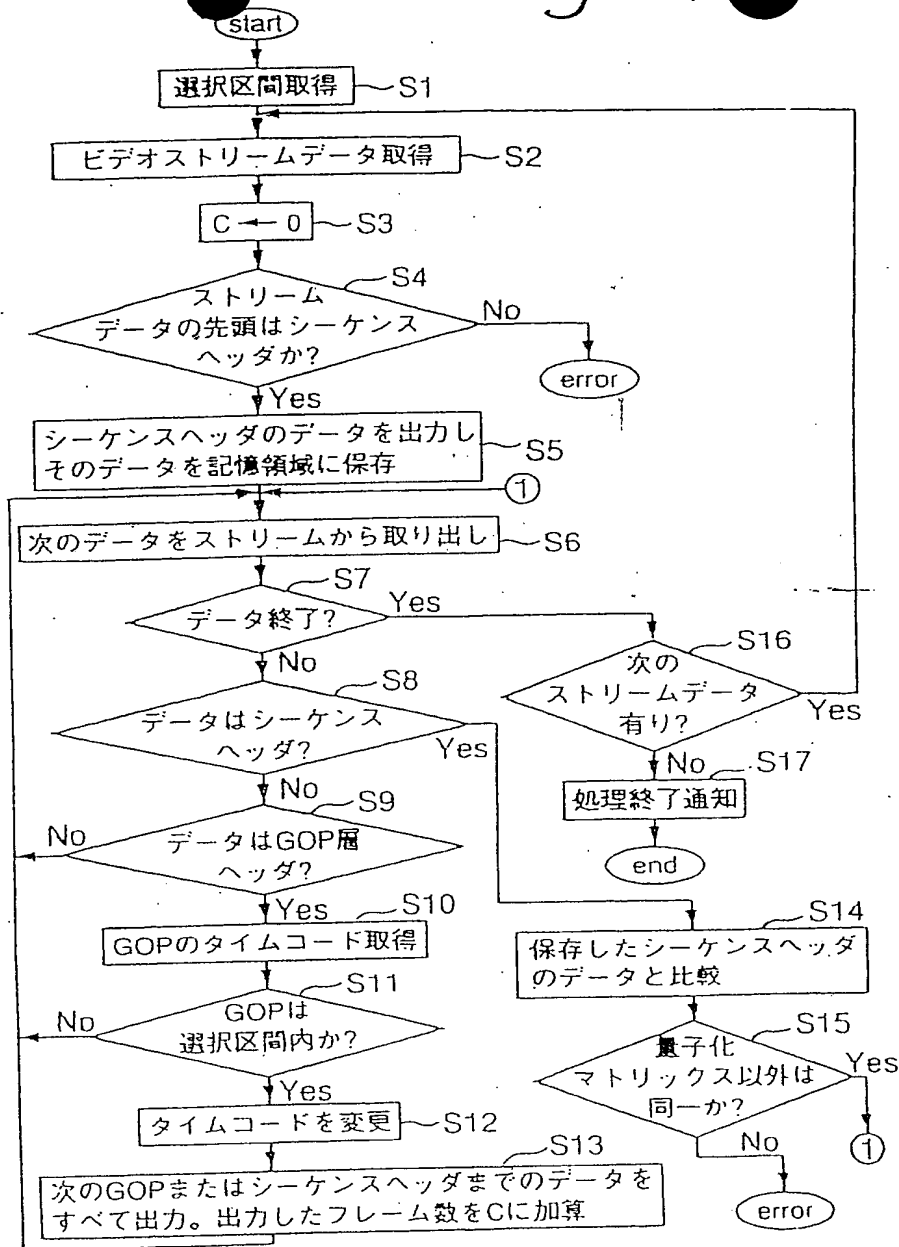 start
選択区間取得
S1
ビデオストリームデータ取得
S2
C ← 0
S3
S4
ストリーム
データの先頭はシーケンス
ヘッダか?
No
error
Yes
シーケンスヘッダのデータを出力し
そのデータを記憶領域に保存
S5
①
次のデータをストリームから取り出し
S6
S7
データ終了?
Yes
No
S16
次の
ストリームデータ
有り?
Yes
No
S17
処理終了通知
end
S8
データはシーケンス
ヘッダ?
Yes
No
S9
データはGOP層
ヘッダ?
No
Yes
S10
GOPのタイムコード取得
S11
GOPは
選択区間内か?
No
Yes
タイムコードを変更
S12
S13
次のGOPまたはシーケンスヘッダまでのデータを
すべて出力。出力したフレーム数をCに加算
S14
保存したシーケンスヘッダ
のデータと比較
S15
量子化
マトリックス以外は
同一か?
Yes
①
No
error